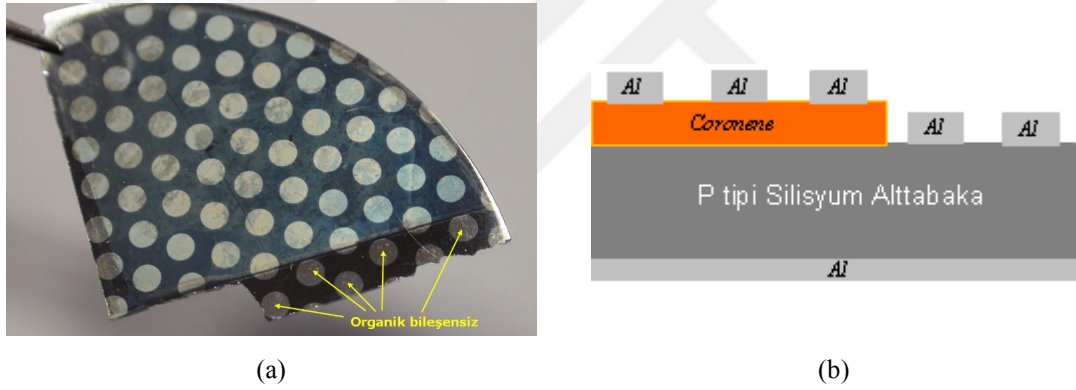 Organik bileşensiz
Al Al Al
Coronene
Al Al
P tipi Silisyum Alttabaka
Al
(a) (b)